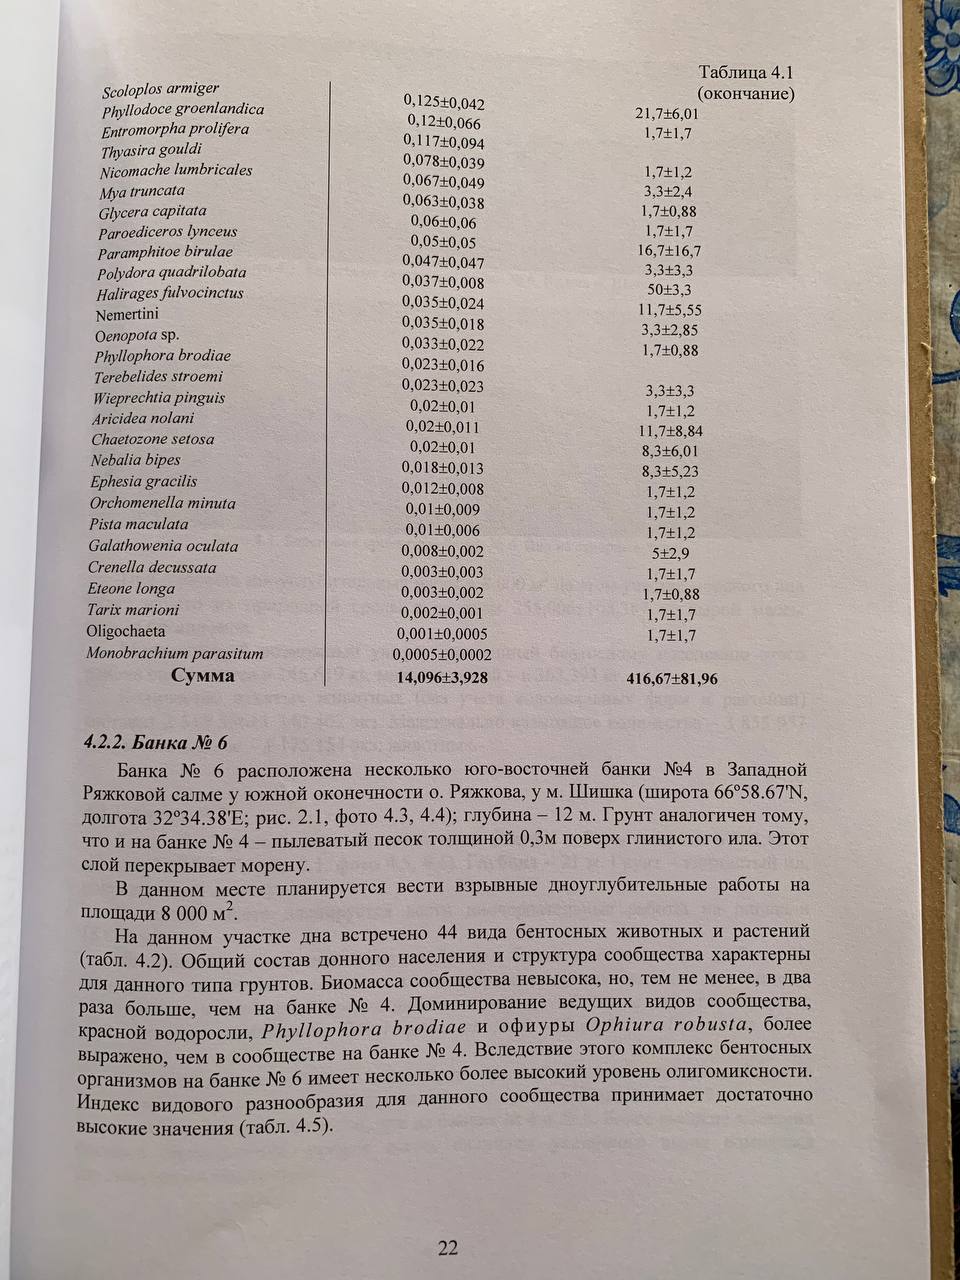 Таблица 4.1
(окончание)
Scoloplos armiger 0,125±0,042 21,7±6,01
Phyllodoce groenlandica 0,12±0,066 1,7±1,7
Entromorpha prolifera 0,117±0,094
Thyasira gouldi 0,078±0,039 1,7±1,2
Nicomache lumbricales 0,067±0,049 3,3±2,4
Mya truncata 0,063±0,038 1,7±0,88
Glycera capitata 0,06±0,06 1,7±1,7
Paroediceros lynceus 0,05±0,05 16,7±16,7
Paramphitoe birulae 0,047±0,047 3,3±3,3
Polydora quadrilobata 0,037±0,008 50±3,3
Halirages fulvocinctus 0,035±0,024 11,7±5,55
Nemertini 0,035±0,018 3,3±2,85
Oenopota sp. 0,033±0,022 1,7±0,88
Phyllophora brodiae 0,023±0,016
Terebelides stroemi 0,023±0,023 3,3±3,3
Wieprechtia pinguis 0,02±0,01 1,7±1,2
Aricidea nolani 0,02±0,011 11,7±8,84
Chaetozone setosa 0,02±0,01 8,3±6,01
Nebalia bipes 0,018±0,013 8,3±5,23
Ephesia gracilis 0,012±0,008 1,7±1,2
Orchomenella minuta 0,01±0,009 1,7±1,2
Pista maculata 0,01±0,006 1,7±1,2
Galathowenia oculata 0,008±0,002 5±2,9
Crenella decussata 0,003±0,003 1,7±1,7
Eteone longa 0,003±0,002 1,7±0,88
Tarix marioni 0,002±0,001 1,7±1,7
Oligochaeta 0,001±0,0005 1,7±1,7
Monobrachium parasitum 0,0005±0,0002
Сумма 14,096±3,928 416,67±81,96
4.2.2. Банка № 6
Банка № 6 расположена несколько юго-восточней банки №4 в Западной
Ряжковой салме у южной оконечности о. Ряжкова, у м. Шишка (широта 66º58.67'N,
долгота 32º34.38'E; рис. 2.1, фото 4.3, 4.4); глубина – 12 м. Грунт аналогичен тому,
что и на банке № 4 – пылеватый песок толщиной 0,3м поверх глинистого ила. Этот
слой перекрывает морену.
В данном месте планируется вести взрывные дноуглубительные работы на
площади 8 000 м².
На данном участке дна встречено 44 вида бентосных животных и растений
(табл. 4.2). Общий состав донного населения и структура сообщества характерны
для данного типа грунтов. Биомасса сообщества невысока, но, тем не менее, в два
раза больше, чем на банке № 4. Доминирование ведущих видов сообщества,
красной водоросли, Phyllophora brodiae и офиуры Ophiura robusta, более
выражено, чем в сообществе на банке № 4. Вследствие этого комплекс бентосных
организмов на банке № 6 имеет несколько более высокий уровень олигомиксности.
Индекс видового разнообразия для данного сообщества принимает достаточно
высокие значения (табл. 4.5).
22